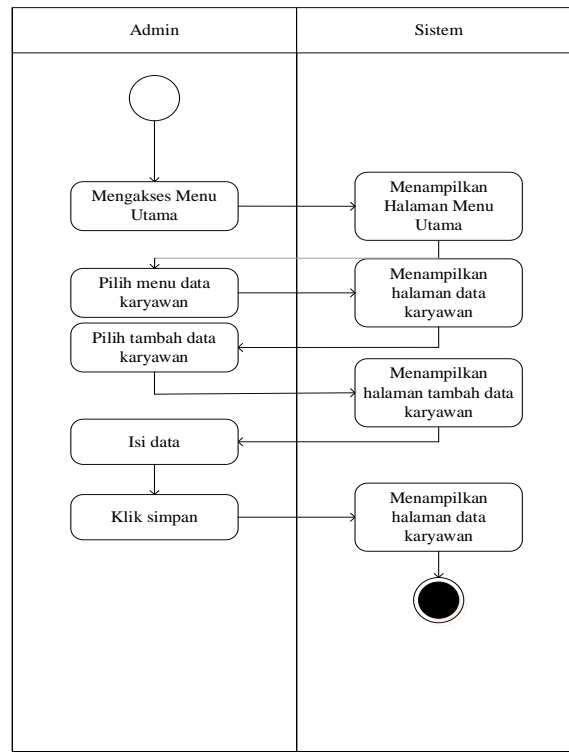 Admin
Sistem
Mengakses Menu
Utama
Menampilkan
Halaman Menu
Utama
Pilih menu data
karyawan
Menampilkan
halaman data
karyawan
Pilih tambah data
karyawan
Menampilkan
halaman tambah data
karyawan
Isi data
Klik simpan
Menampilkan
halaman data
karyawan